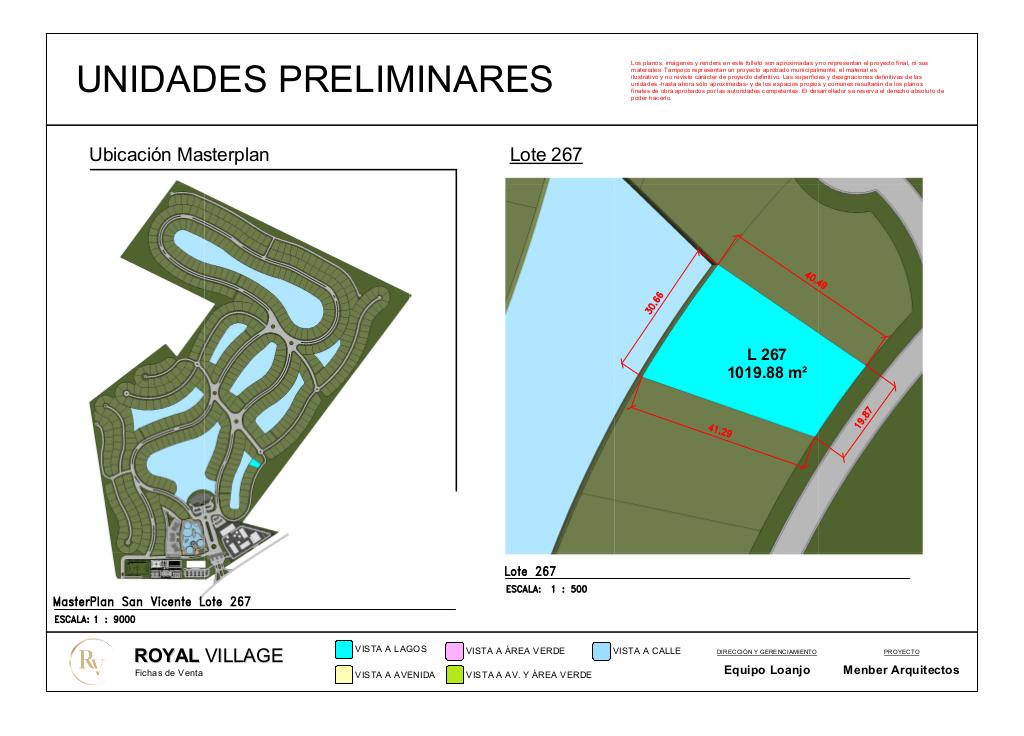 UNIDADES PRELIMINARES
Los planos, imágenes y renders en este folleto son aproximadas y no representan el proyecto final, ni sus
materiales. Tampoco representan un proyecto aprobado municipalmente, el material es
ilustrativo y no reviste carácter de proyecto definitivo. Las superficies y designaciones definitivas de las
unidades -hasta ahora sólo aproximadas- y de los espacios propios y comunes resultarán de los planos
finales de obra aprobados por las autoridades competentes. El desarrollador se reserva el derecho absoluto de
poder hacerlo.
Ubicación Masterplan
Lote 267
40.49
30.66
L 267
1019.88 m²
19.87
41.29
Lote 267
ESCALA: 1 : 500
MasterPlan San Vicente Lote 267
ESCALA: 1 : 9000
RV
ROYAL VILLAGE
Fichas de Venta
VISTA A LAGOS
VISTA A ÁREA VERDE
VISTA A CALLE
VISTA A AVENIDA
VISTA A AV. Y ÁREA VERDE
DIRECCIÓN Y GERENCIAMIENTO
Equipo Loanjo
PROYECTO
Menber Arquitectos